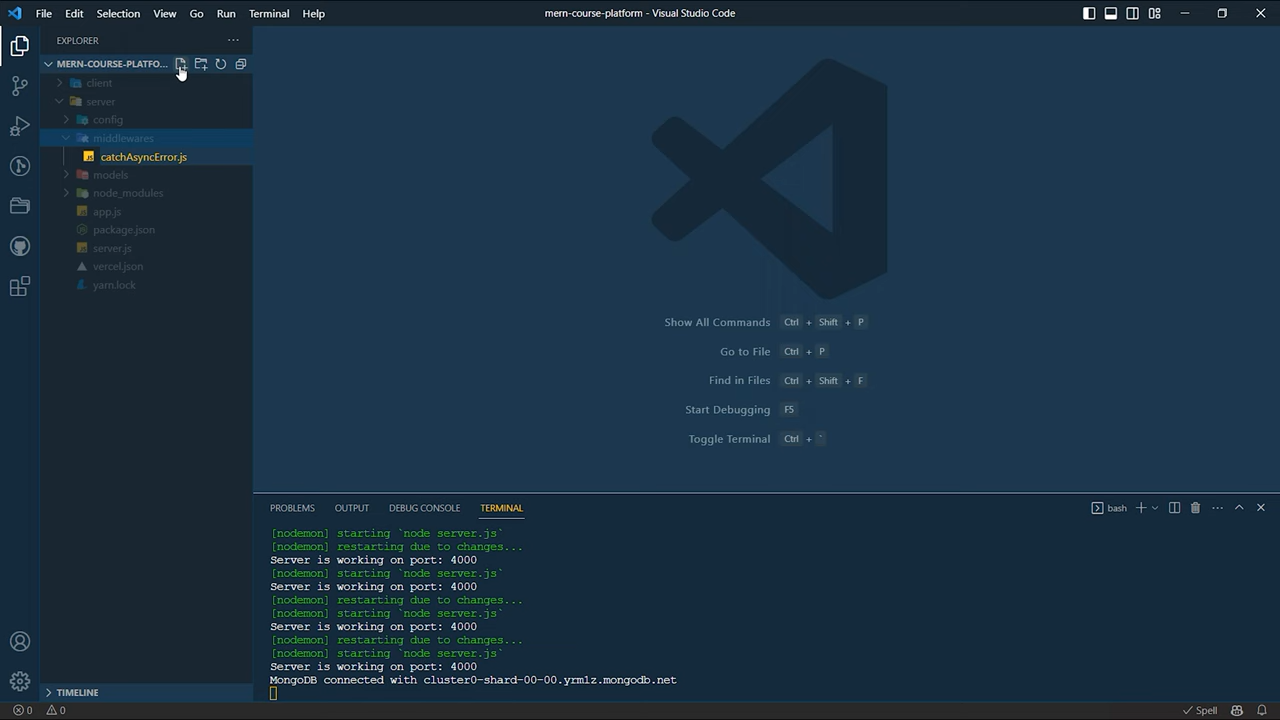 File Edit Selection View Go Run Terminal Help
mern-course-platform - Visual Studio Code
EXPLORER
MERN-COURSE-PLATFO...
client
server
config
middlewares
JS catchAsyncError.js
models
node_modules
JS app.js
package.json
JS server.js
vercel.json
yarn.lock
TIMELINE
Show All Commands Ctrl + Shift + P
Go to File Ctrl + P
Find in Files Ctrl + Shift + F
Start Debugging F5
Toggle Terminal Ctrl + `
PROBLEMS OUTPUT DEBUG CONSOLE TERMINAL
bash
[nodemon] starting `node server.js`
[nodemon] restarting due to changes...
Server is working on port: 4000
[nodemon] starting `node server.js`
Server is working on port: 4000
[nodemon] restarting due to changes...
[nodemon] starting `node server.js`
Server is working on port: 4000
[nodemon] restarting due to changes...
[nodemon] starting `node server.js`
Server is working on port: 4000
MongoDB connected with cluster0-shard-00-00.yrm1z.mongodb.net
0 0
Spell